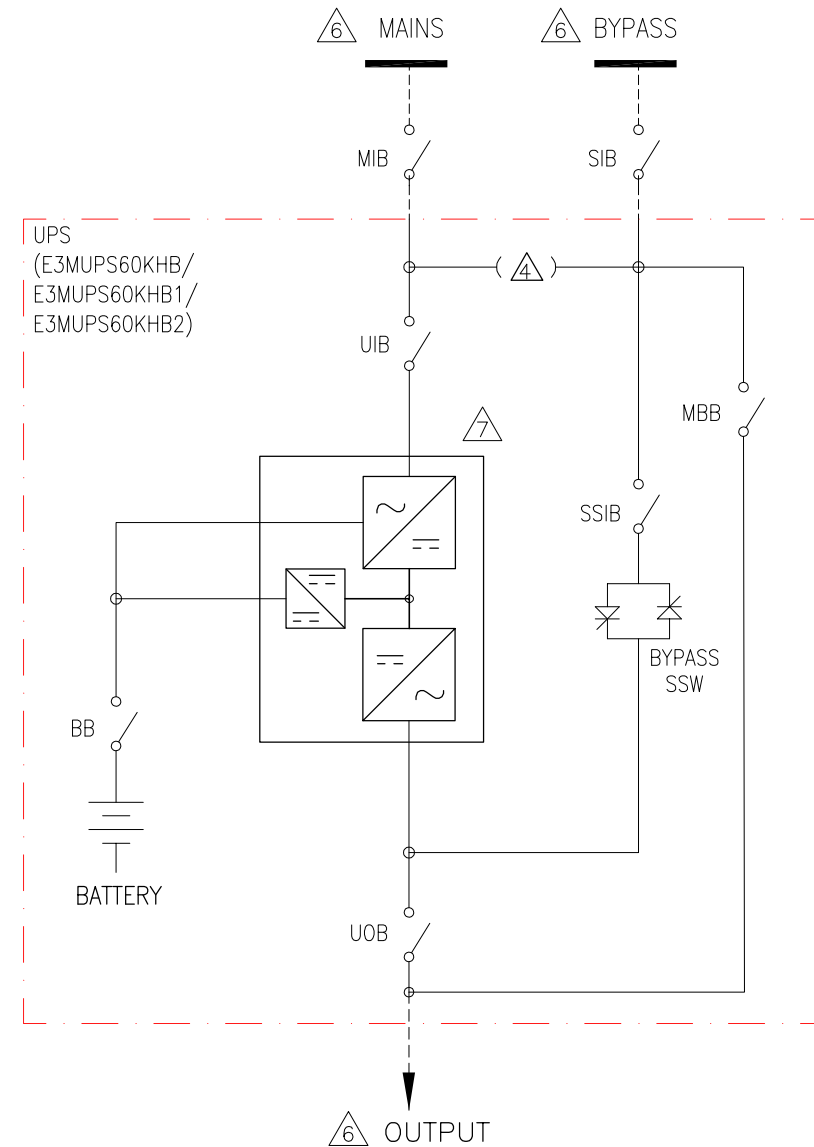 6 MAINS
6 BYPASS
MIB
SIB
UPS
(E3MUPS60KHB/
E3MUPS60KHB1/
E3MUPS60KHB2)
( 4 )
UIB
MBB
7
SSIB
BYPASS
SSW
BB
BATTERY
UOB
6 OUTPUT